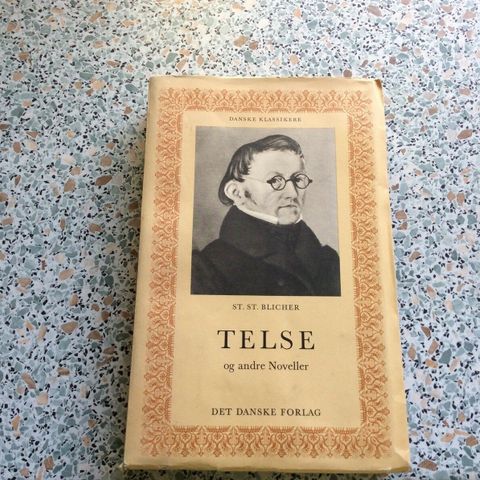 DANSKE KLASSIKERE
ST. ST. BLICHER
TELSE
og andre Noveller
DET DANSKE FORLAG